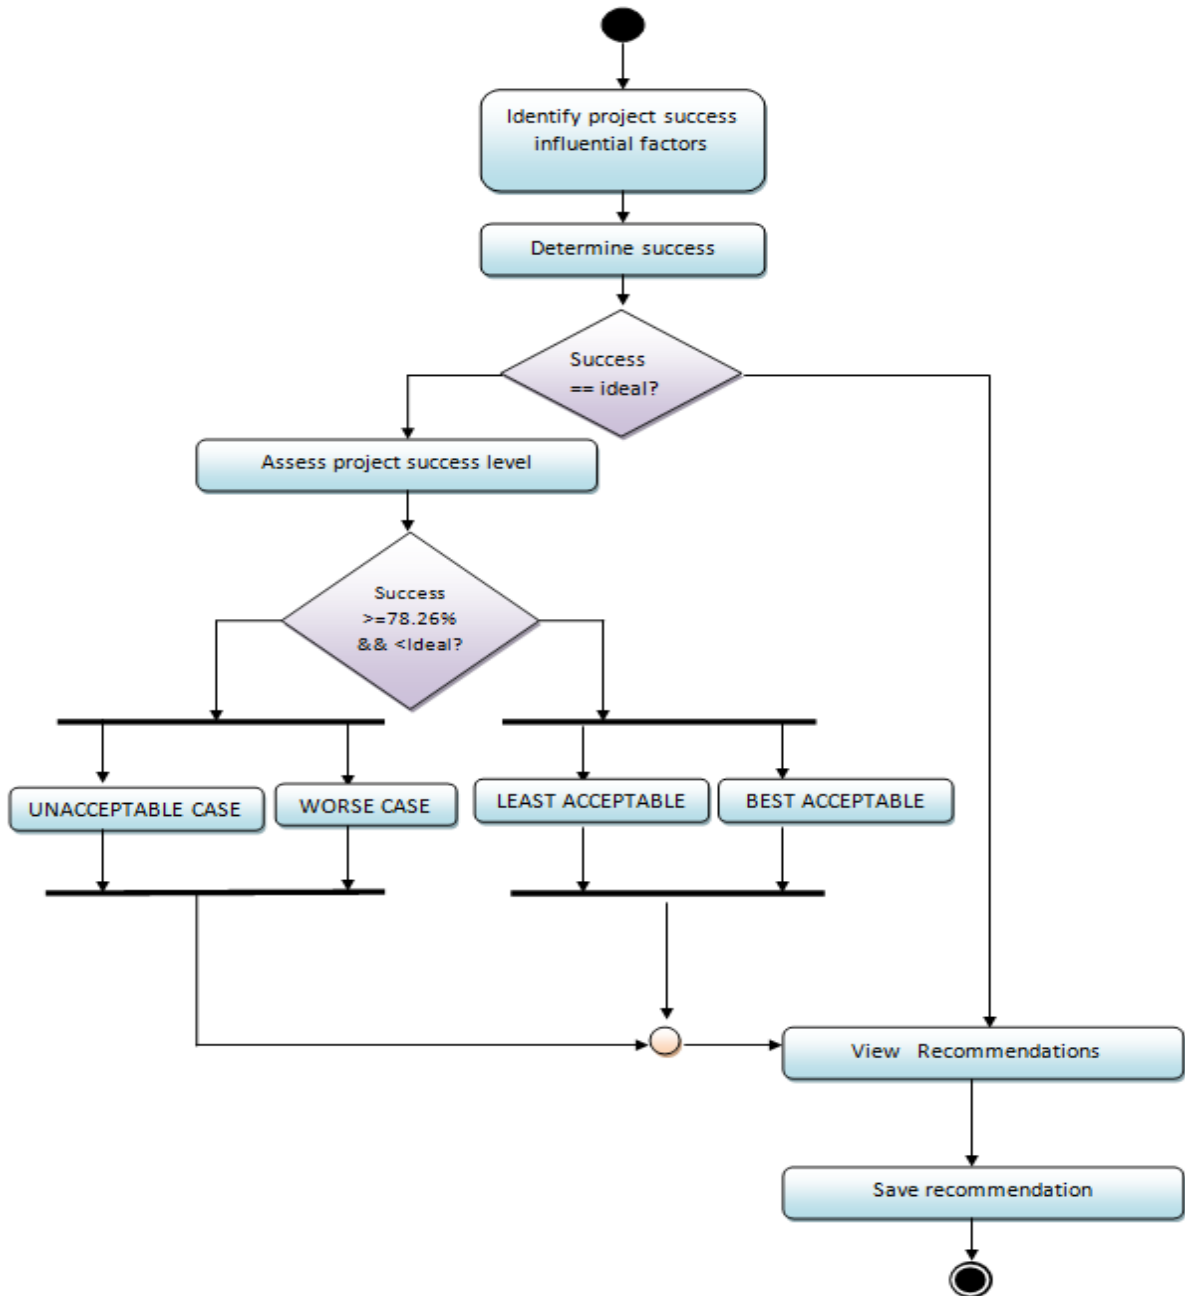 Identify project success
influential factors
Determine success
Success
== ideal?
Assess project success level
Success
>=78.26%
&& <Ideal?
UNACCEPTABLE CASE
WORSE CASE
LEAST ACCEPTABLE
BEST ACCEPTABLE
View Recommendations
Save recommendation